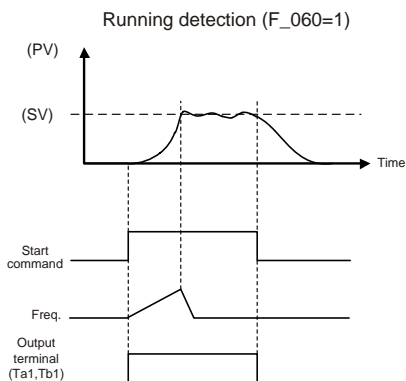 Running detection (F_060=1)
(PV)
(SV)
Time
Start
command
Freq.
Output
terminal
(Ta1,Tb1)